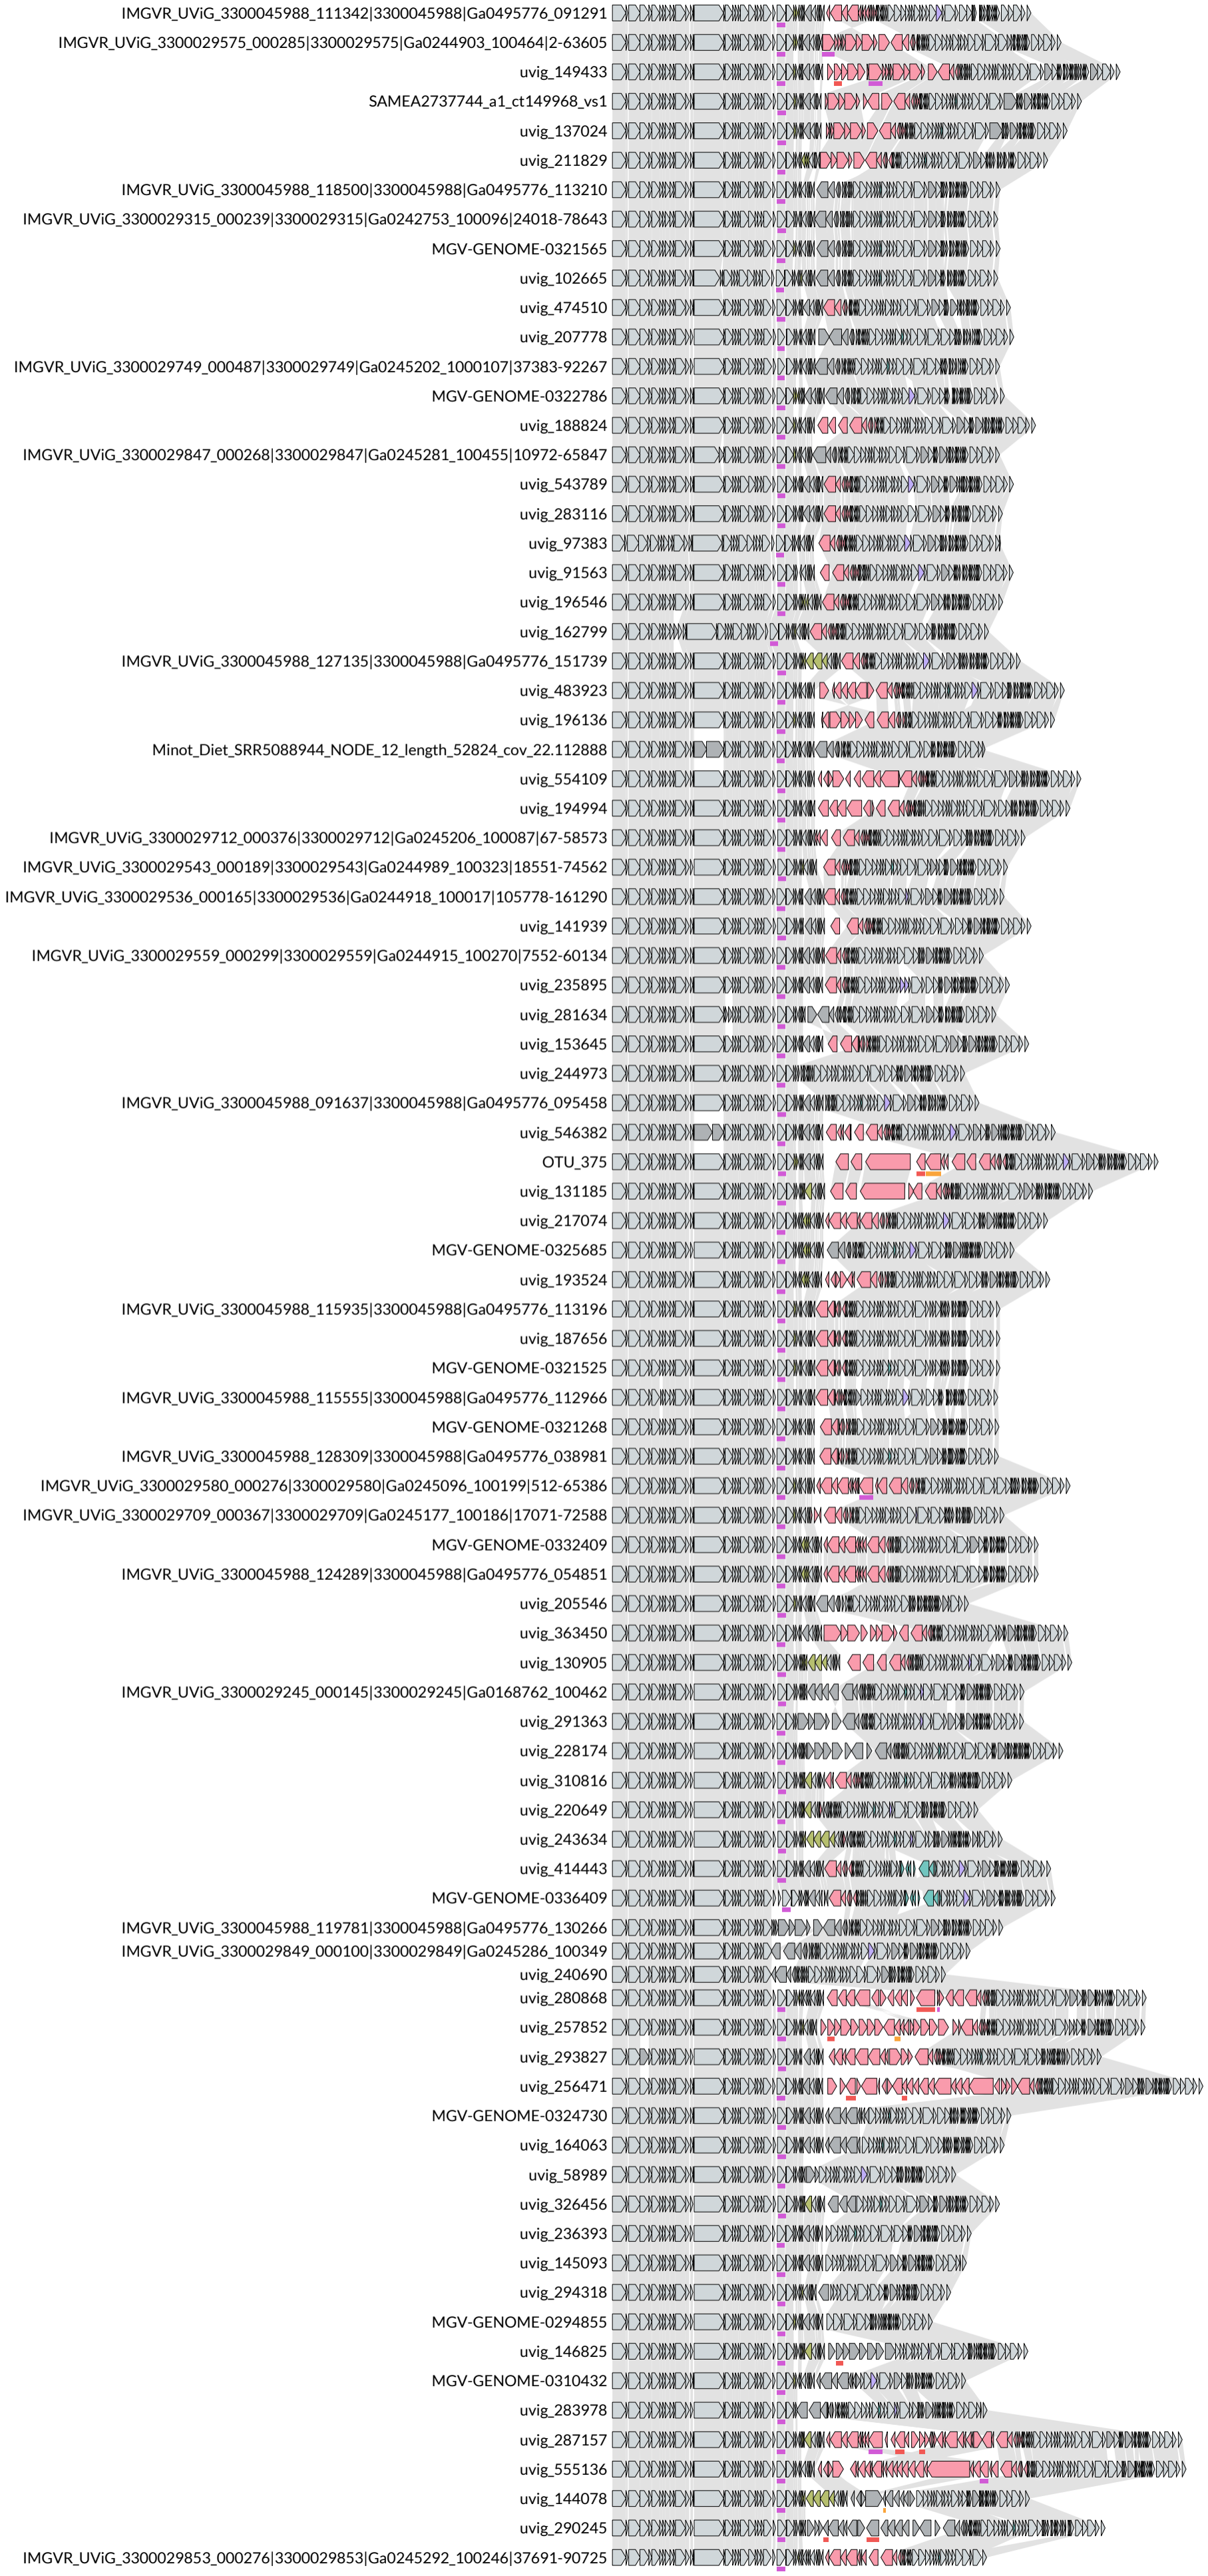 IMGVR_UViG_3300045988_111342|3300045988|Ga0495776_091291
IMGVR_UViG_3300029575_000285|3300029575|Ga0244903_100464|2-63605
uvig_149433
SAMEA2737744_a1_ct149968_vs1
uvig_137024
uvig_211829
IMGVR_UViG_3300045988_118500|3300045988|Ga0495776_113210
IMGVR_UViG_3300029315_000239|3300029315|Ga0242753_100096|24018-78643
MGV-GENOME-0321565
uvig_102665
uvig_474510
uvig_207778
IMGVR_UViG_3300029749_000487|3300029749|Ga0245202_1000107|37383-92267
MGV-GENOME-0322786
uvig_188824
IMGVR_UViG_3300029847_000268|3300029847|Ga0245281_100455|10972-65847
uvig_543789
uvig_283116
uvig_97383
uvig_91563
uvig_196546
uvig_162799
IMGVR_UViG_3300045988_127135|3300045988|Ga0495776_151739
uvig_483923
uvig_196136
Minot_Diet_SRR5088944_NODE_12_length_52824_cov_22.112888
uvig_554109
uvig_194994
IMGVR_UViG_3300029712_000376|3300029712|Ga0245206_100087|67-58573
IMGVR_UViG_3300029543_000189|3300029543|Ga0244989_100323|18551-74562
IMGVR_UViG_3300029536_000165|3300029536|Ga0244918_100017|105778-161290
uvig_141939
IMGVR_UViG_3300029559_000299|3300029559|Ga0244915_100270|7552-60134
uvig_235895
uvig_281634
uvig_153645
uvig_244973
IMGVR_UViG_3300045988_091637|3300045988|Ga0495776_095458
uvig_546382
OTU_375
uvig_131185
uvig_217074
MGV-GENOME-0325685
uvig_193524
IMGVR_UViG_3300045988_115935|3300045988|Ga0495776_113196
uvig_187656
MGV-GENOME-0321525
IMGVR_UViG_3300045988_115555|3300045988|Ga0495776_112966
MGV-GENOME-0321268
IMGVR_UViG_3300045988_128309|3300045988|Ga0495776_038981
IMGVR_UViG_3300029580_000276|3300029580|Ga0245096_100199|512-65386
IMGVR_UViG_3300029709_000367|3300029709|Ga0245177_100186|17071-72588
MGV-GENOME-0332409
IMGVR_UViG_3300045988_124289|3300045988|Ga0495776_054851
uvig_205546
uvig_363450
uvig_130905
IMGVR_UViG_3300029245_000145|3300029245|Ga0168762_100462
uvig_291363
uvig_228174
uvig_310816
uvig_220649
uvig_243634
uvig_414443
MGV-GENOME-0336409
IMGVR_UViG_3300045988_119781|3300045988|Ga0495776_130266
IMGVR_UViG_3300029849_000100|3300029849|Ga0245286_100349
uvig_240690
uvig_280868
uvig_257852
uvig_293827
uvig_256471
MGV-GENOME-0324730
uvig_164063
uvig_58989
uvig_326456
uvig_236393
uvig_145093
uvig_294318
MGV-GENOME-0294855
uvig_146825
MGV-GENOME-0310432
uvig_283978
uvig_287157
uvig_555136
uvig_144078
uvig_290245
IMGVR_UViG_3300029853_000276|3300029853|Ga0245292_100246|37691-90725